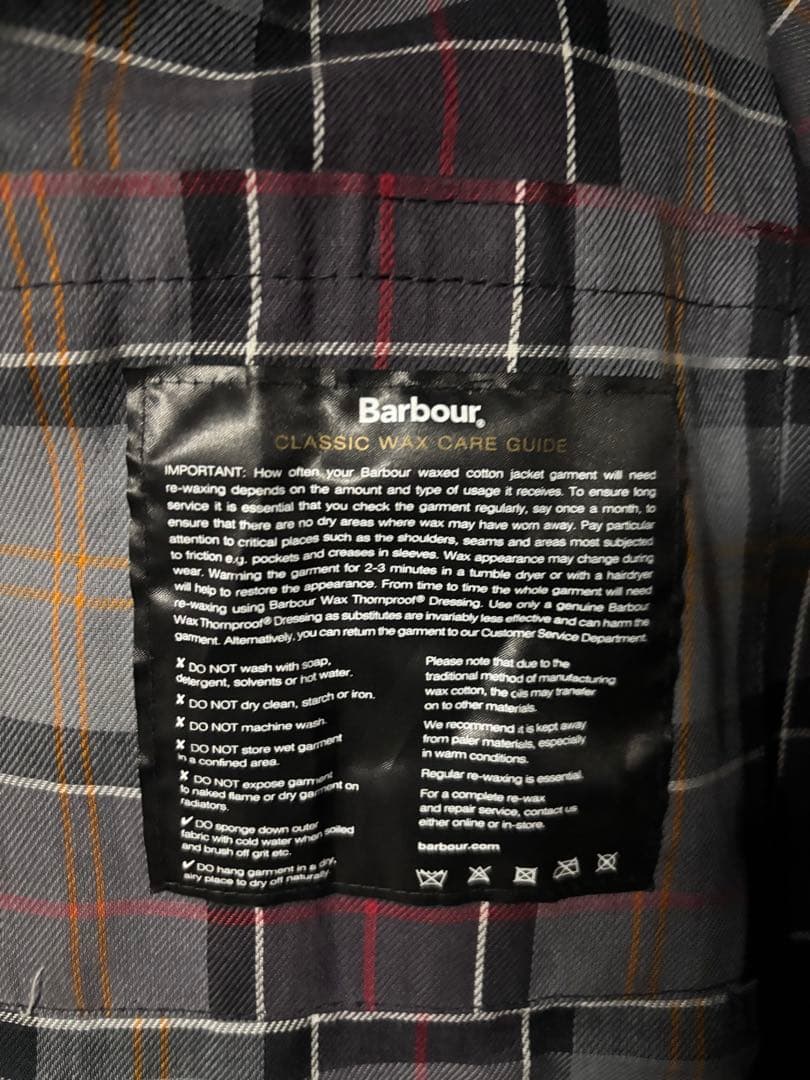 Barbour®
CLASSIC WAX CARE GUIDE
IMPORTANT: How often your Barbour waxed cotton jacket garment will need
re-waxing depends on the amount and type of usage it receives. To ensure long
service it is essential that you check the garment regularly, say once a month, to
ensure that there are no dry areas where wax may have worn away. Pay particular
attention to critical places such as the shoulders, seams and areas most subjected
to friction e.g. pockets and creases in sleeves. Wax appearance may change during
wear. Warming the garment for 2-3 minutes in a tumble dryer or with a hairdryer
will help to restore the appearance. From time to time the whole garment will need
re-waxing using Barbour Wax Thornproof® Dressing. Use only a genuine Barbour
Wax Thornproof® Dressing as substitutes are invariably less effective and can harm the
garment. Alternatively, you can return the garment to our Customer Service Department.
✗ DO NOT wash with soap,
detergent, solvents or hot water.
✗ DO NOT dry clean, starch or iron.
✗ DO NOT machine wash.
✗ DO NOT store wet garment
in a confined area.
✗ DO NOT expose garment
to naked flame or dry garment on
radiators.
✔ DO sponge down outer
fabric with cold water when soiled
and brush off grit etc.
✔ DO hang garment in a dry,
airy place to dry off naturally.
Please note that due to the
traditional method of manufacturing
wax cotton, the oils may transfer
on to other materials.
We recommend it is kept away
from paler materials, especially
in warm conditions.
Regular re-waxing is essential.
For a complete re-wax
and repair service, contact us
either online or in-store.
barbour.com